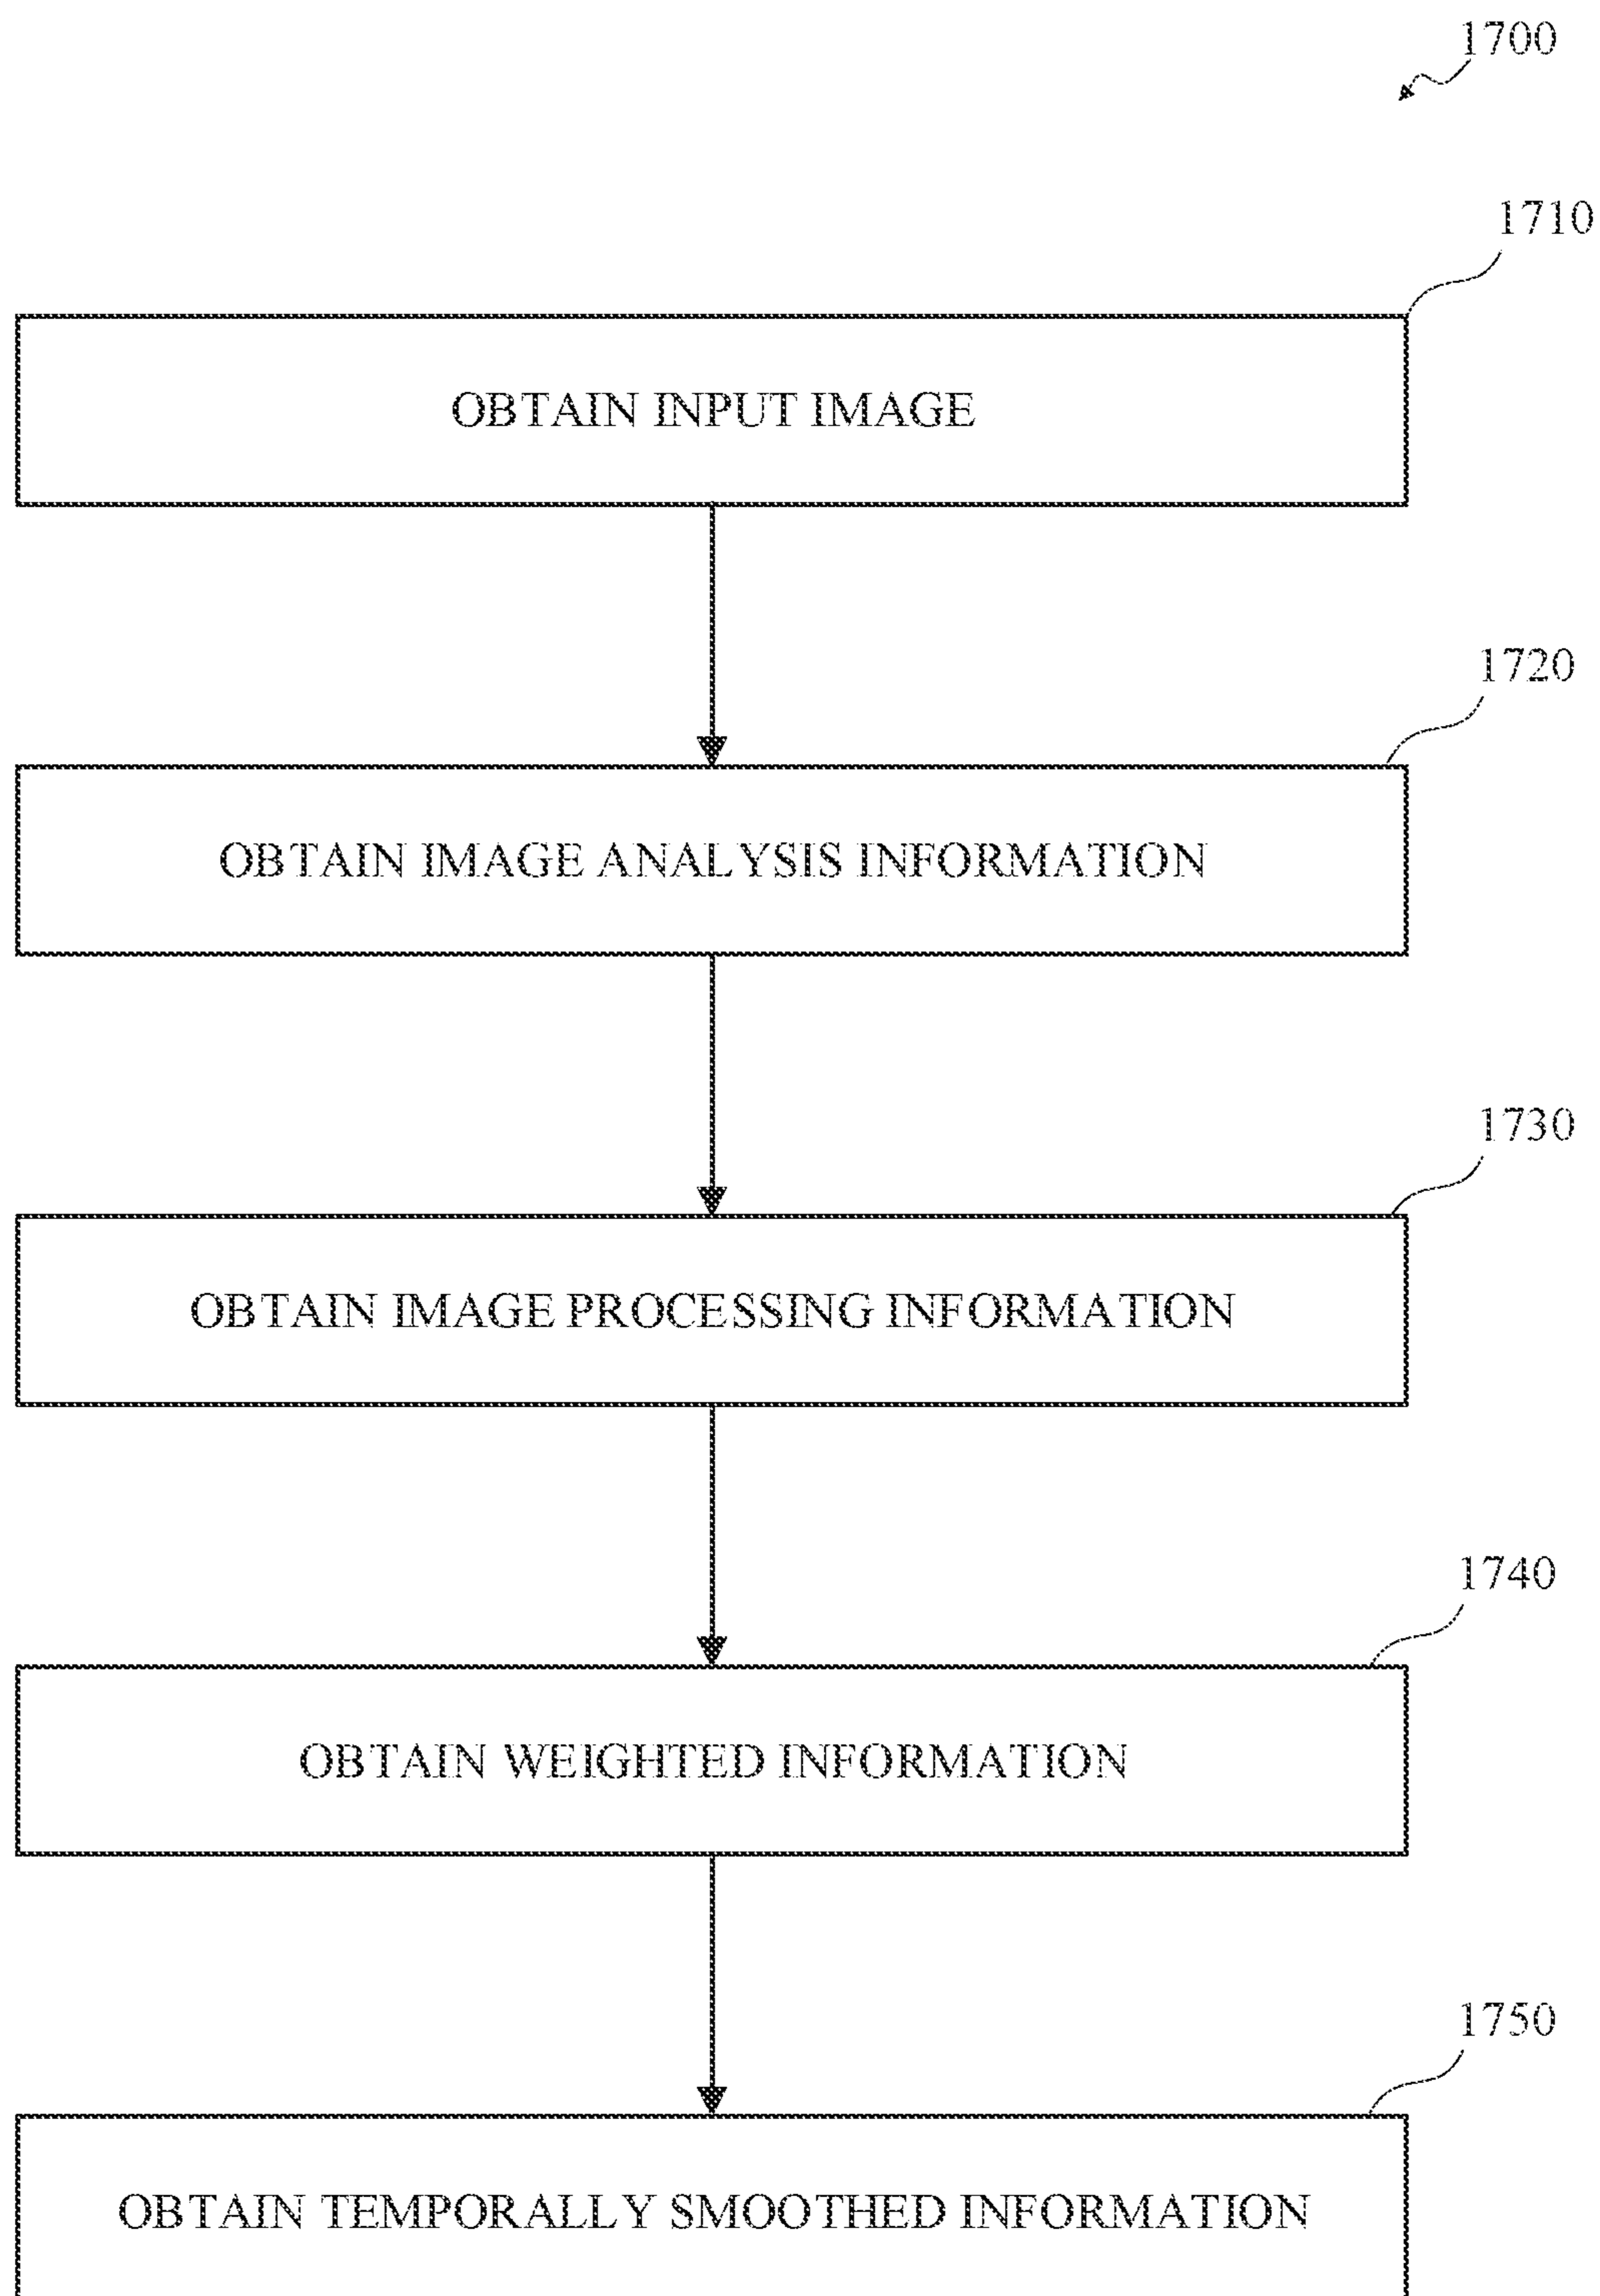 1700
1710
OBTAIN INPUT IMAGE
1720
OBTAIN IMAGE ANALYSIS INFORMATION
1730
OBTAIN IMAGE PROCESSING INFORMATION
1740
OBTAIN WEIGHTED INFORMATION
1750
OBTAIN TEMPORALLY SMOOTHED INFORMATION